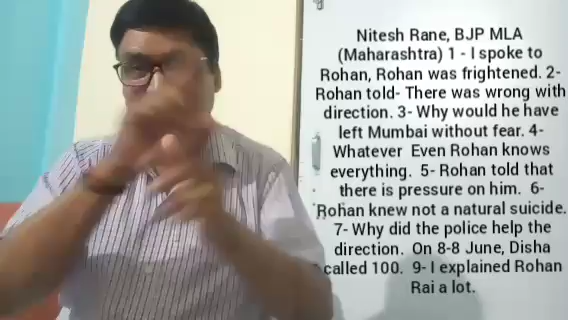 Nitesh Rane, BJP MLA
(Maharashtra) 1 - I spoke to
Rohan, Rohan was frightened. 2-
Rohan told- There was wrong with
direction. 3- Why would he have
left Mumbai without fear. 4-
Whatever Even Rohan knows
everything. 5- Rohan told that
there is pressure on him. 6-
Rohan knew not a natural suicide.
7- Why did the police help the
direction. On 8-8 June, Disha
called 100. 9- I explained Rohan
Rai a lot.